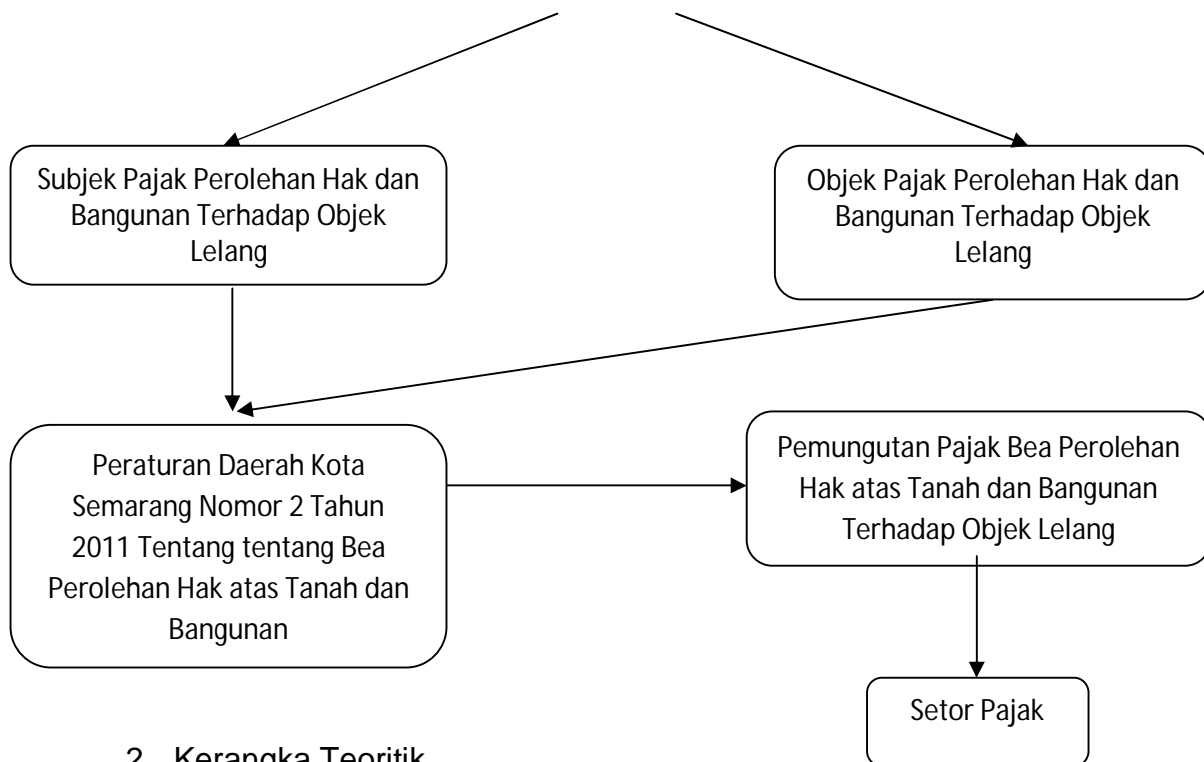 Subjek Pajak Perolehan Hak dan
Bangunan Terhadap Objek
Lelang
Objek Pajak Perolehan Hak dan
Bangunan Terhadap Objek
Lelang
Peraturan Daerah Kota
Semarang Nomor 2 Tahun
2011 Tentang tentang Bea
Perolehan Hak atas Tanah dan
Bangunan
Pemungutan Pajak Bea Perolehan
Hak atas Tanah dan Bangunan
Terhadap Objek Lelang
Setor Pajak
2. Kerangka Teoritik